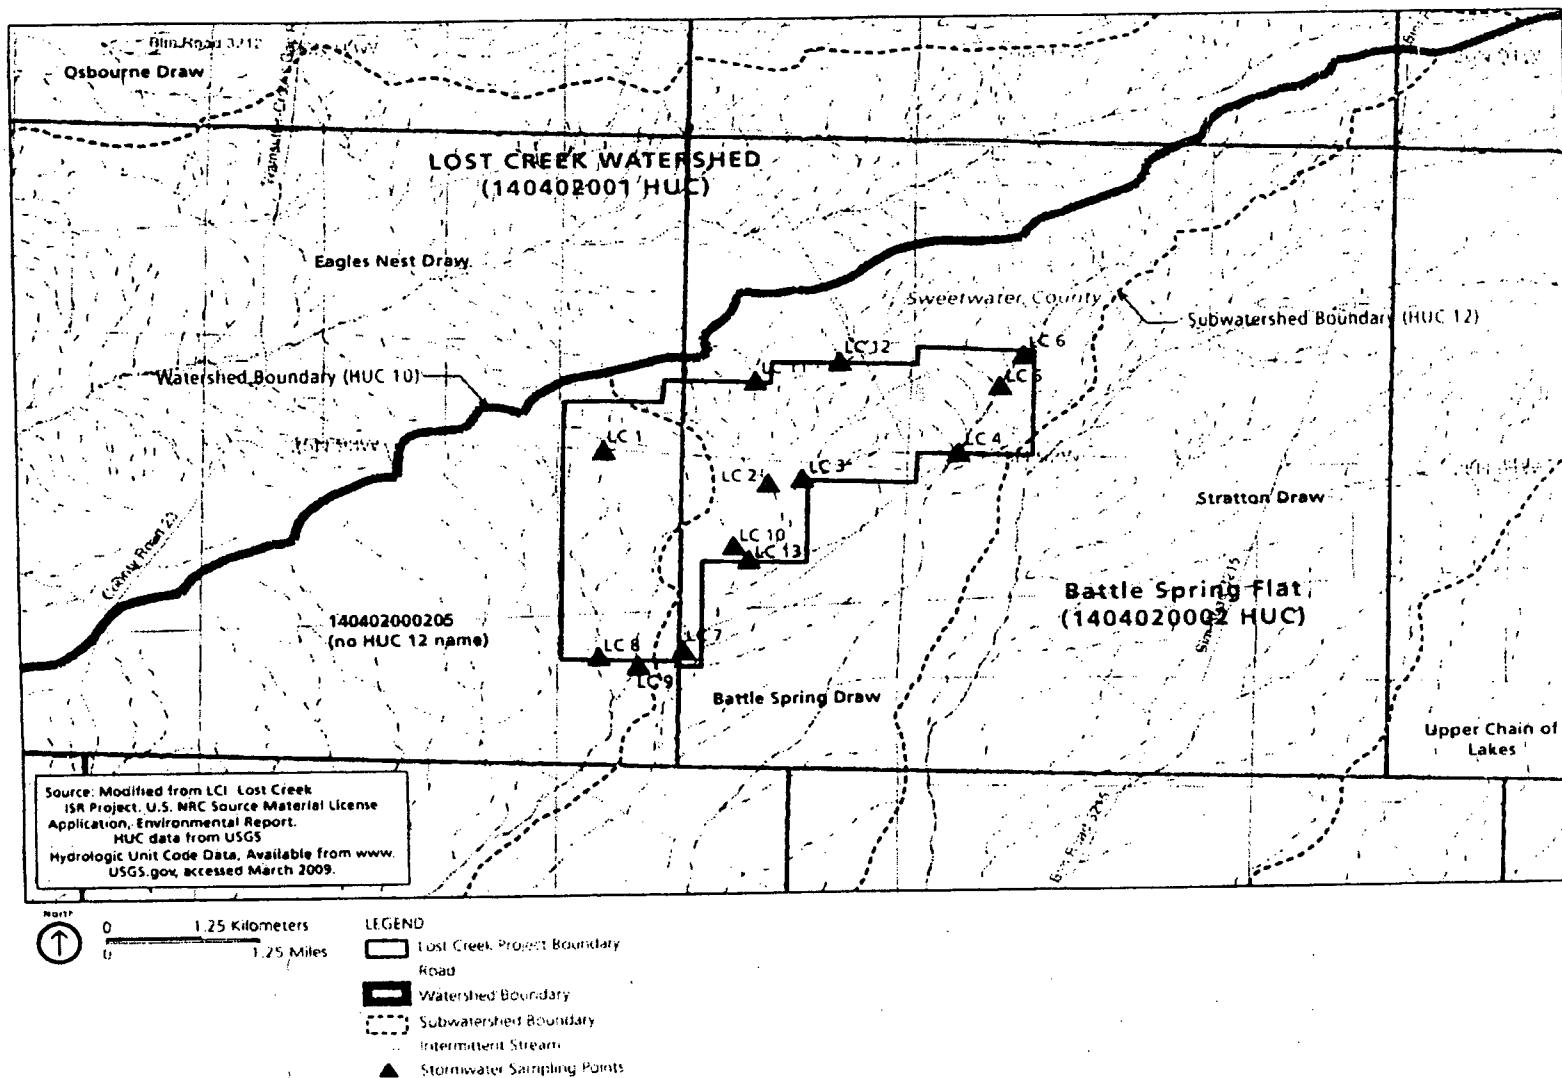 Osbourne Draw
LOST CREEK WATERSHED
(140402001 HUC)
Eagles Nest Draw
Sweetwater County
Subwatershed Boundary (HUC 12)
Watershed Boundary (HUC 10)
LC 12
LC 6
LC 11
LC 5
LC 1
LC 4
LC 2
LC 3
Stratton Draw
LC 10
LC 13
County Road 23
Battle Spring Flat
(1404020002 HUC)
140402000205
(no HUC 12 name)
LC 8
LC 7
LC 9
Battle Spring Draw
Upper Chain of
Lakes
Source: Modified from LCI Lost Creek
ISR Project, U.S. NRC Source Material License
Application, Environmental Report.
HUC data from USGS
Hydrologic Unit Code Data, Available from www.
USGS.gov, accessed March 2009.
North
0 1.25 Kilometers
0 1.25 Miles
LEGEND
Lost Creek Project Boundary
Road
Watershed Boundary
Subwatershed Boundary
Intermittent Stream
Stormwater Sampling Points